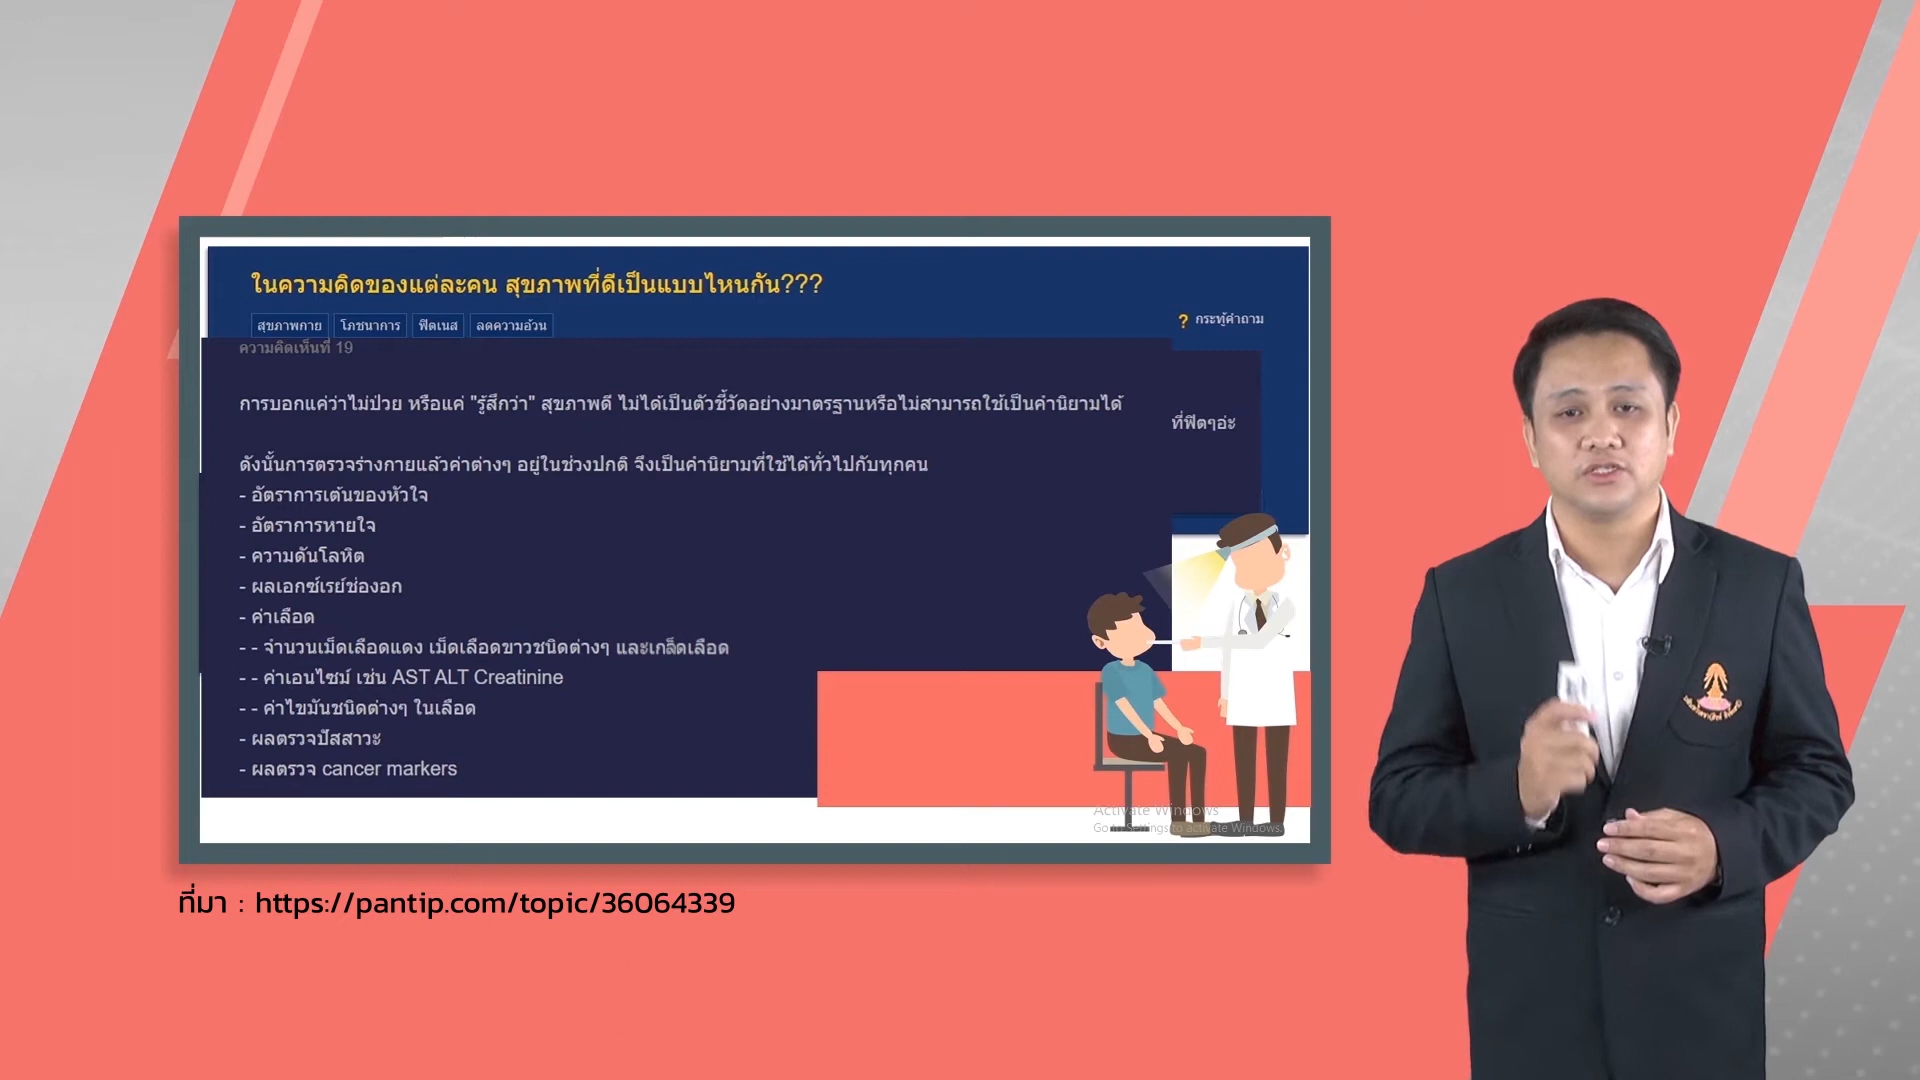 ในความคิดของแต่ละคน สุขภาพที่ดีเป็นแบบไหนกัน???
สุขภาพกาย โภชนาการ ฟิตเนส ลดความอ้วน
? กระทู้คำถาม
ความคิดเห็นที่ 19
การบอกแค่ว่าไม่ป่วย หรือแค่ "รู้สึกว่า" สุขภาพดี ไม่ได้เป็นตัวชี้วัดอย่างมาตรฐานหรือไม่สามารถใช้เป็นคำนิยามได้
ที่ฟิตๆอ่ะ
ดังนั้นการตรวจร่างกายแล้วค่าต่างๆ อยู่ในช่วงปกติ จึงเป็นคำนิยามที่ใช้ได้ทั่วไปกับทุกคน
- อัตราการเต้นของหัวใจ
- อัตราการหายใจ
- ความดันโลหิต
- ผลเอกซ์เรย์ช่องอก
- ค่าเลือด
- - จำนวนเม็ดเลือดแดง เม็ดเลือดขาวชนิดต่างๆ และเกล็ดเลือด
- - ค่าเอนไซม์ เช่น AST ALT Creatinine
- - ค่าไขมันชนิดต่างๆ ในเลือด
- ผลตรวจปัสสาวะ
- ผลตรวจ cancer markers
Activate Windows
Go to Settings to activate Windows.
ที่มา : https://pantip.com/topic/36064339